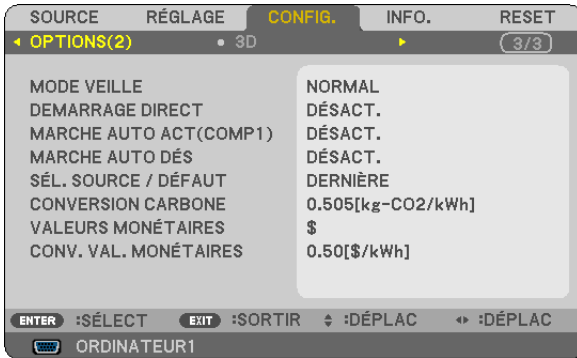 SOURCE RÉGLAGE CONFIG. INFO. RESET
OPTIONS(2) 3D 3/3
MODE VEILLE NORMAL
DEMARRAGE DIRECT DÉSACT.
MARCHE AUTO ACT(COMP1) DÉSACT.
MARCHE AUTO DÉS DÉSACT.
SÉL. SOURCE / DÉFAUT DERNIÈRE
CONVERSION CARBONE 0.505[kg-CO2/kWh]
VALEURS MONÉTAIRES $
CONV. VAL. MONÉTAIRES 0.50[$/kWh]
ENTER :SÉLECT EXIT :SORTIR :DÉPLAC :DÉPLAC
ORDINATEUR1